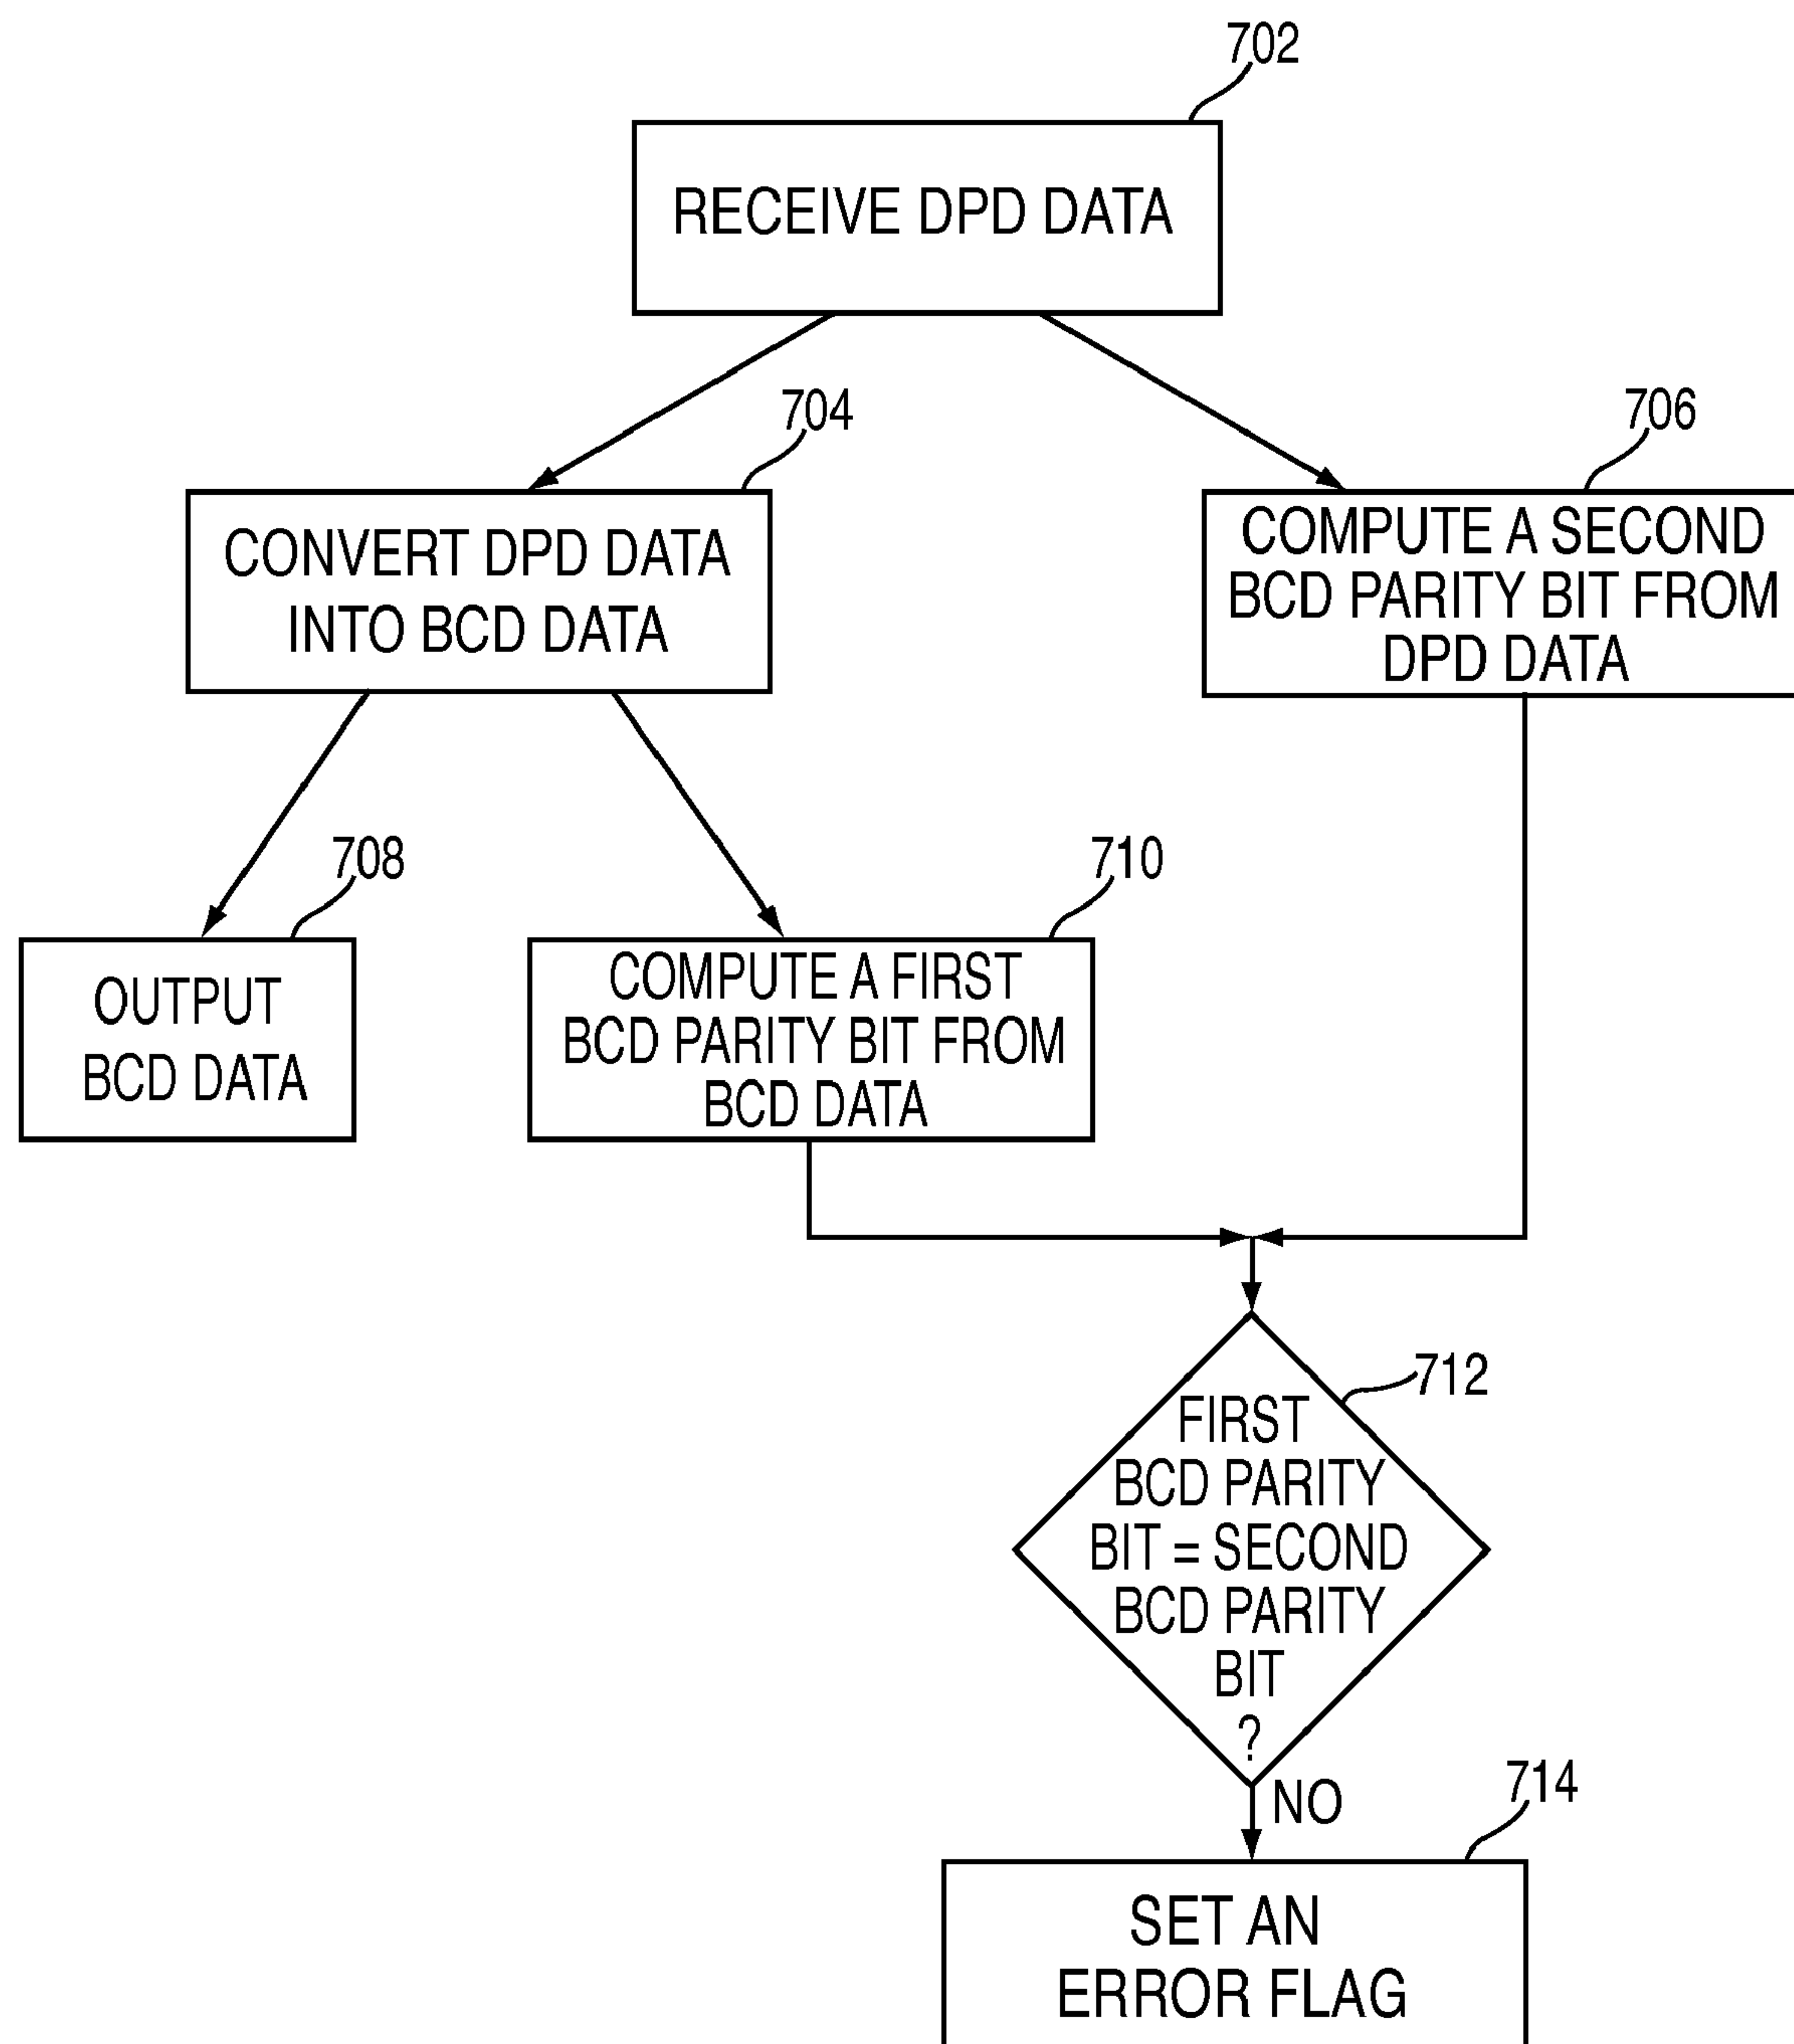 702
RECEIVE DPD DATA
704
706
CONVERT DPD DATA
INTO BCD DATA
COMPUTE A SECOND
BCD PARITY BIT FROM
DPD DATA
708
710
OUTPUT
BCD DATA
COMPUTE A FIRST
BCD PARITY BIT FROM
BCD DATA
712
FIRST
BCD PARITY
BIT = SECOND
BCD PARITY
BIT
?
NO
714
SET AN
ERROR FLAG